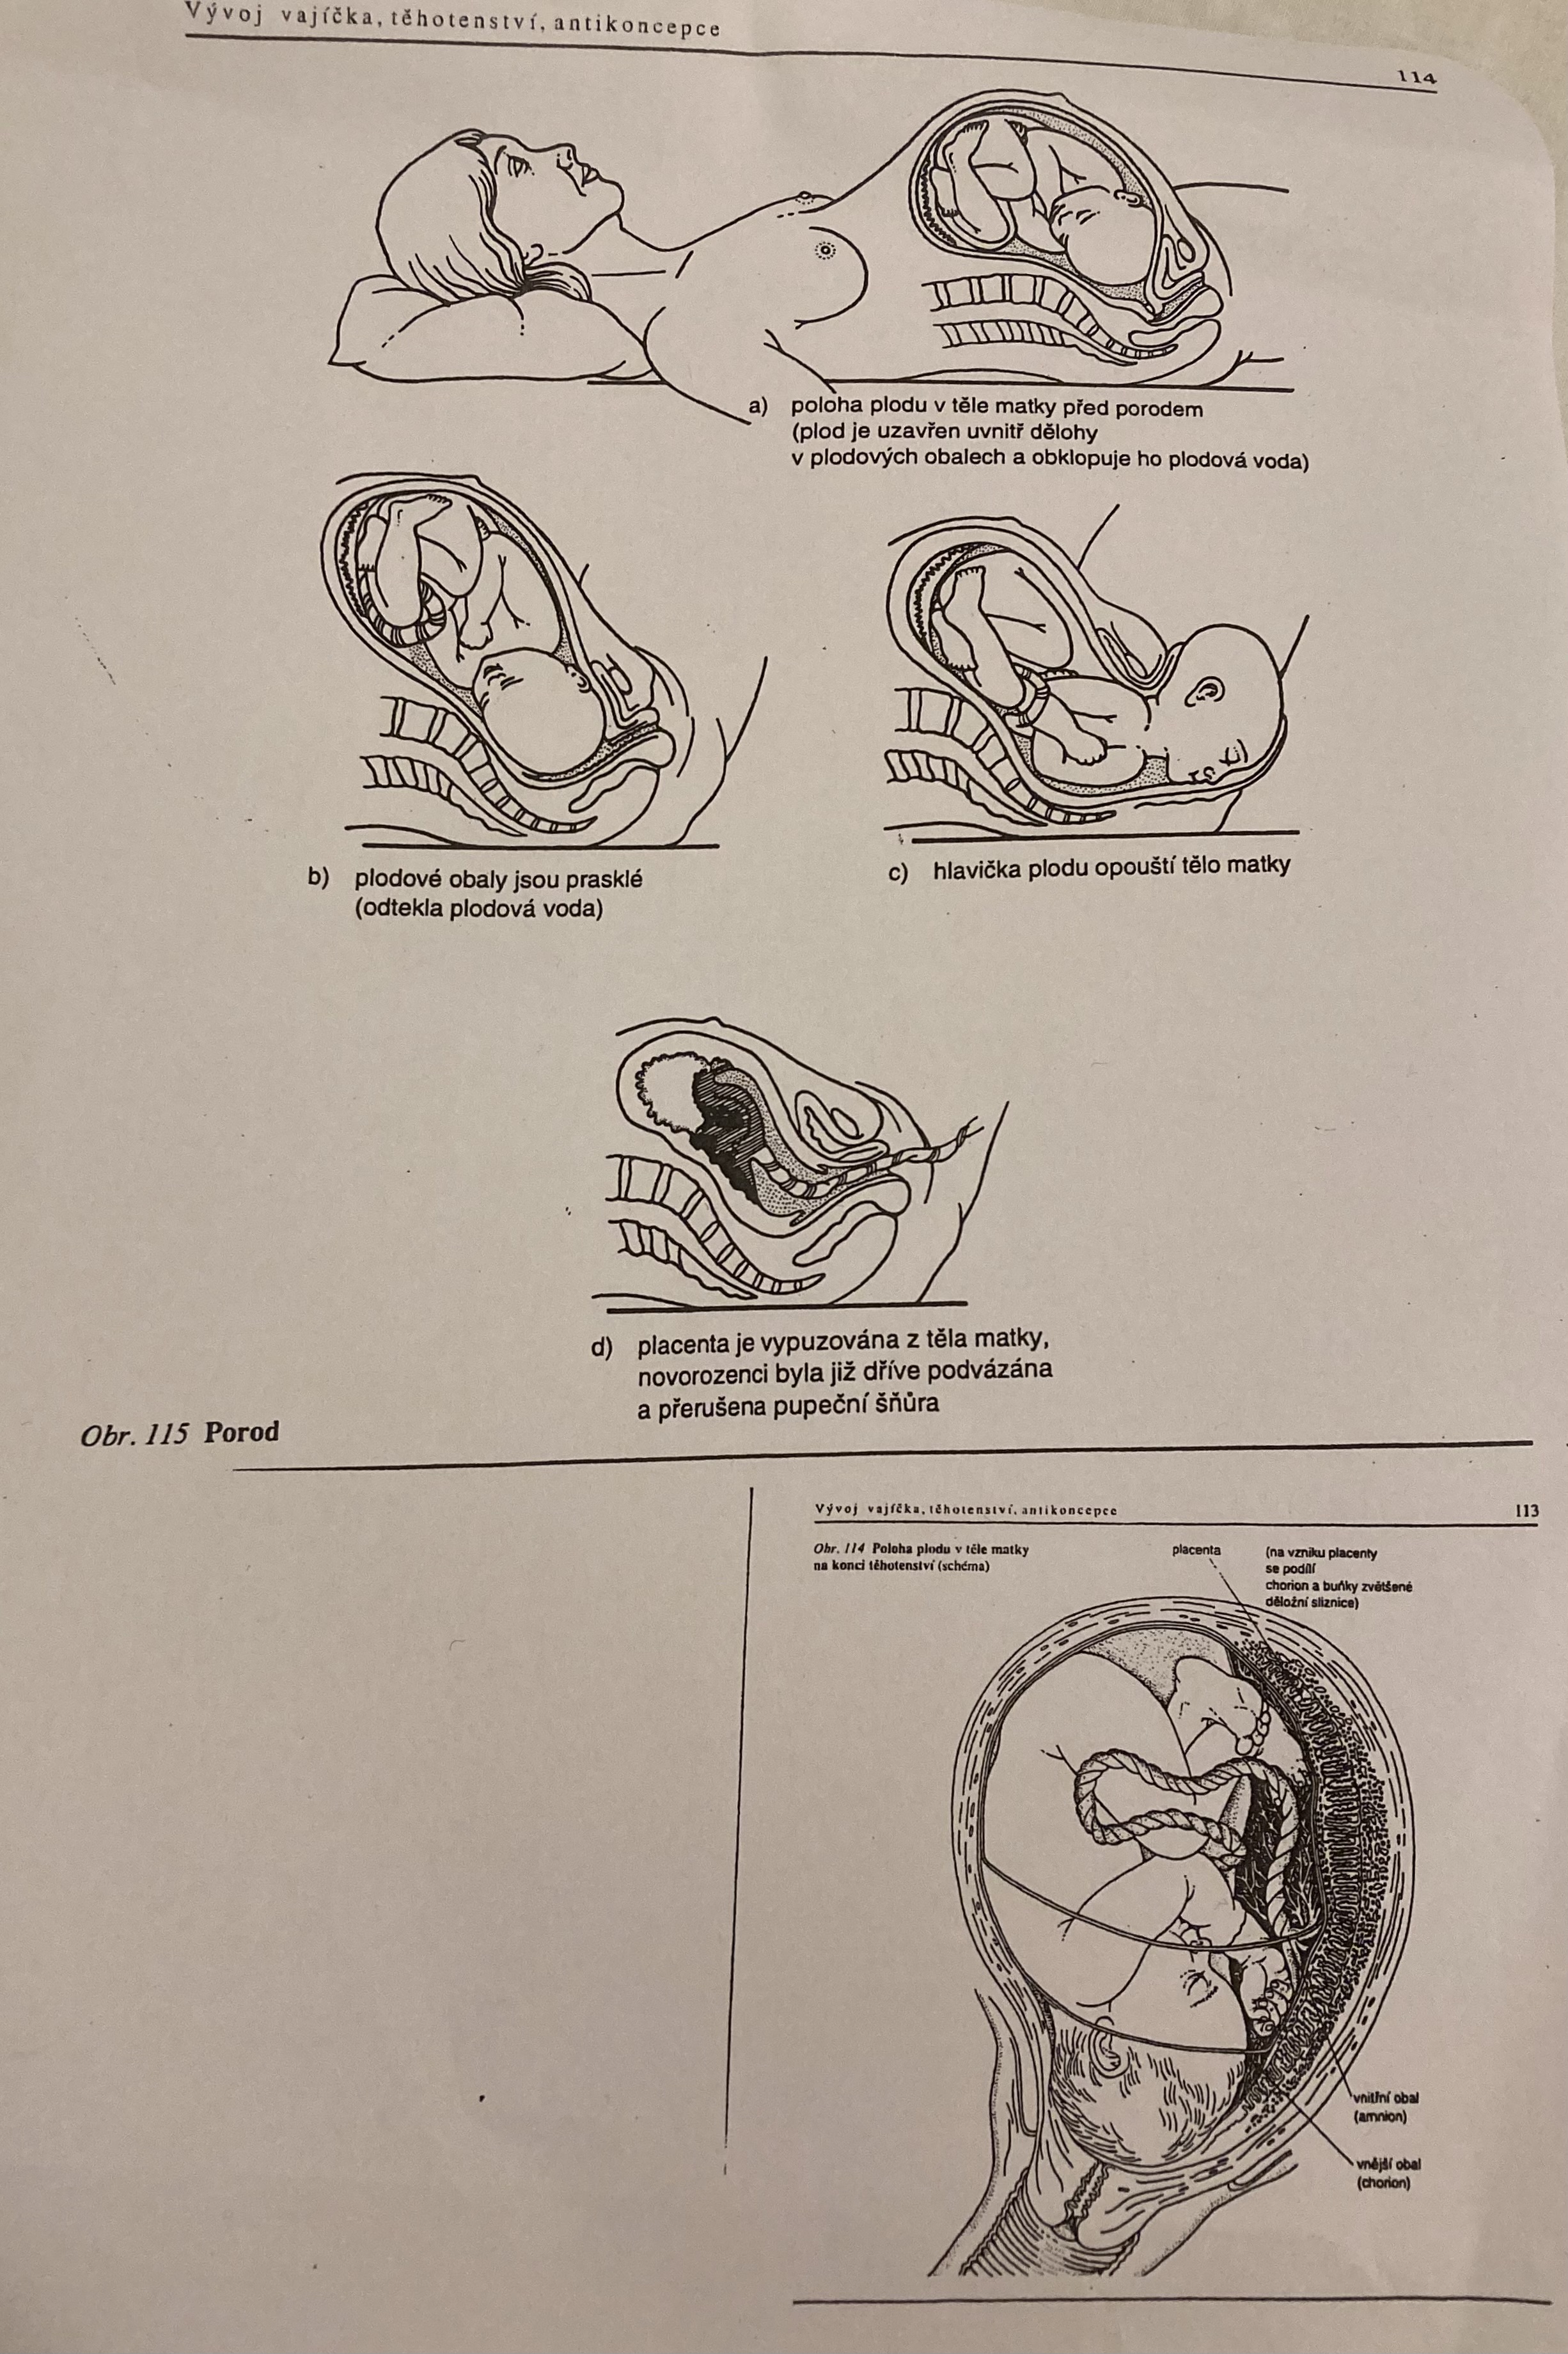 Vývoj vajíčka, těhotenství, antikoncepce
114
a) poloha plodu v těle matky před porodem
(plod je uzavřen uvnitř dělohy
v plodových obalech a obklopuje ho plodová voda)
b) plodové obaly jsou prasklé
(odtekla plodová voda)
c) hlavička plodu opouští tělo matky
d) placenta je vypuzována z těla matky,
novorozenci byla již dříve podvázána
a přerušena pupeční šňůra
Obr. 115 Porod
Vývoj vajíčka, těhotenství, antikoncepce
113
Obr. 114 Poloha plodu v těle matky
na konci těhotenství (schéma)
placenta
(na vzniku placenty
se podílí
chorion a buňky zvětšené
děložní sliznice)
vnitřní obal
(amnion)
vnější obal
(chorion)